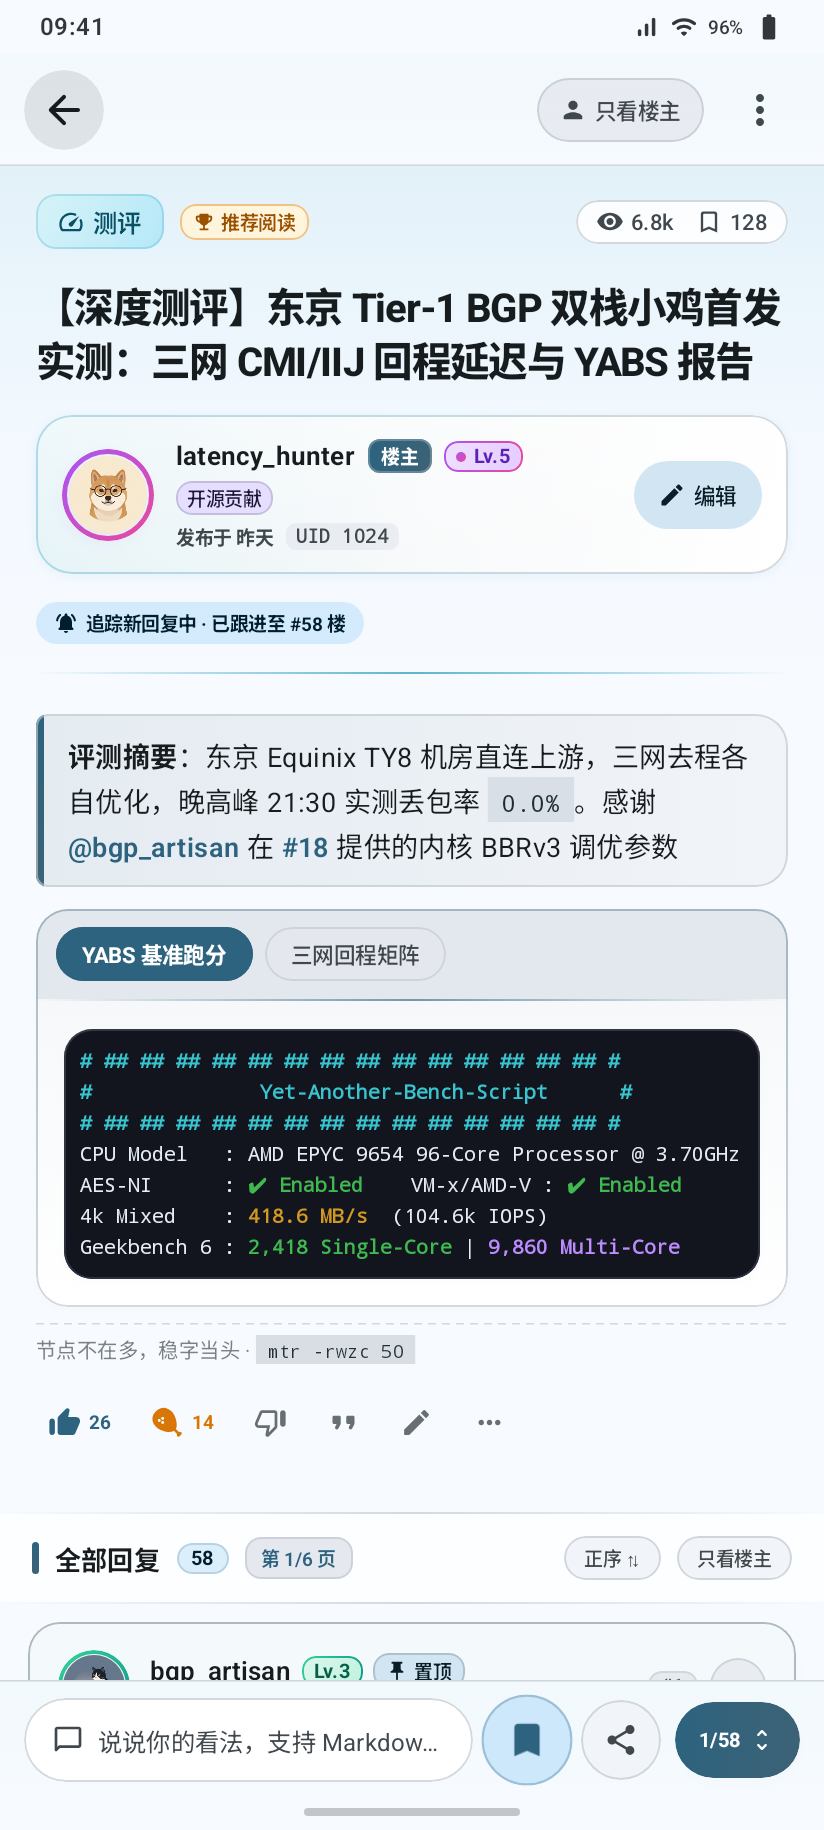 09:41
96%
只看楼主
测评
推荐阅读
6.8k
128
【深度测评】东京 Tier-1 BGP 双栈小鸡首发
实测：三网 CMI/IIJ 回程延迟与 YABS 报告
latency_hunter
楼主
Lv.5
开源贡献
发布于 昨天
UID 1024
编辑
追踪新回复中 · 已跟进至 #58 楼
评测摘要：东京 Equinix TY8 机房直连上游，三网去程各
自优化，晚高峰 21:30 实测丢包率 0.0% 。感谢
@bgp_artisan 在 #18 提供的内核 BBRv3 调优参数
YABS 基准跑分
三网回程矩阵
# ## ## ## ## ## ## ## ## ## ## ## ## ## ## #
# Yet-Another-Bench-Script #
# ## ## ## ## ## ## ## ## ## ## ## ## ## ## #
CPU Model : AMD EPYC 9654 96-Core Processor @ 3.70GHz
AES-NI : ✔ Enabled VM-x/AMD-V : ✔ Enabled
4k Mixed : 418.6 MB/s (104.6k IOPS)
Geekbench 6 : 2,418 Single-Core | 9,860 Multi-Core
节点不在多，稳字当头 · mtr -rwzc 50
26
14
全部回复
58
第 1/6 页
正序 ⇅
只看楼主
bgp_artisan
Lv.3
置顶
说说你的看法，支持 Markdow...
1/58